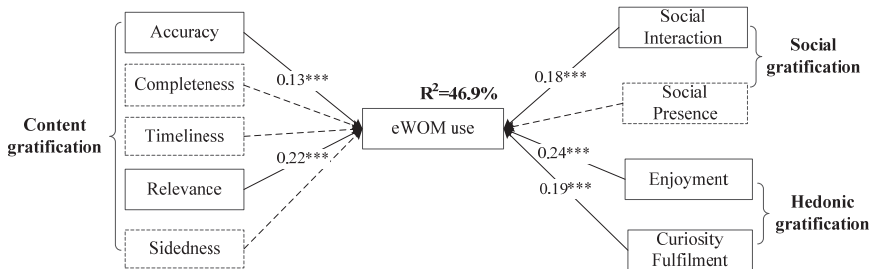 Accuracy
Completeness
Content
gratification
Timeliness
Relevance
Sidedness
0.13***
0.22***
R²=46.9%
eWOM use
0.18***
0.24***
0.19***
Social
Interaction
Social
Presence
Social
gratification
Enjoyment
Curiosity
Fulfilment
Hedonic
gratification